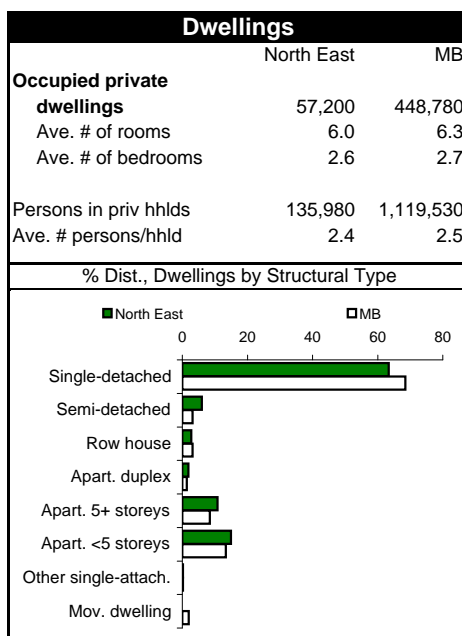 Dwellings
North East MB
Occupied private
dwellings 57,200 448,780
Ave. # of rooms 6.0 6.3
Ave. # of bedrooms 2.6 2.7
Persons in priv hhlds 135,980 1,119,530
Ave. # persons/hhld 2.4 2.5
% Dist., Dwellings by Structural Type
North East MB
0 20 40 60 80
Single-detached
Semi-detached
Row house
Apart. duplex
Apart. 5+ storeys
Apart. <5 storeys
Other single-attach.
Mov. dwelling